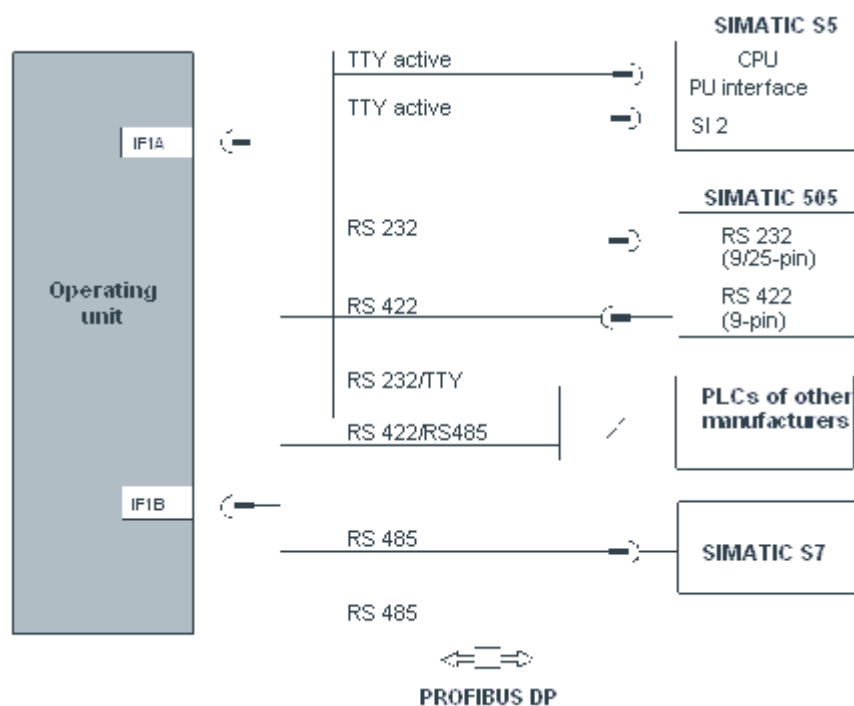 SIMATIC S5
TTY active
CPU
PU interface
TTY active
SI 2
IF1A
SIMATIC 505
RS 232
RS 232
(9/25-pin)
Operating
unit
RS 422
RS 422
(9-pin)
RS 232/TTY
PLCs of other
manufacturers
RS 422/RS485
IF1B
RS 485
SIMATIC S7
RS 485
PROFIBUS DP